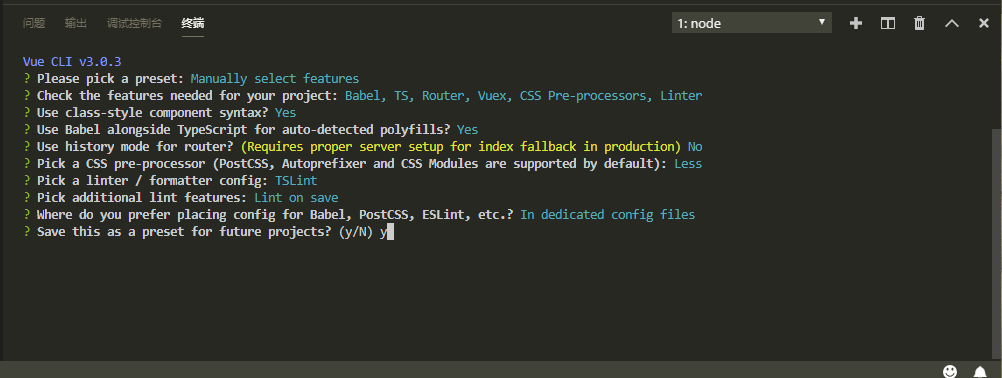 问题 输出 调试控制台 终端 1: node
Vue CLI v3.0.3
? Please pick a preset: Manually select features
? Check the features needed for your project: Babel, TS, Router, Vuex, CSS Pre-processors, Linter
? Use class-style component syntax? Yes
? Use Babel alongside TypeScript for auto-detected polyfills? Yes
? Use history mode for router? (Requires proper server setup for index fallback in production) No
? Pick a CSS pre-processor (PostCSS, Autoprefixer and CSS Modules are supported by default): Less
? Pick a linter / formatter config: TSLint
? Pick additional lint features: Lint on save
? Where do you prefer placing config for Babel, PostCSS, ESLint, etc.? In dedicated config files
? Save this as a preset for future projects? (y/N) y